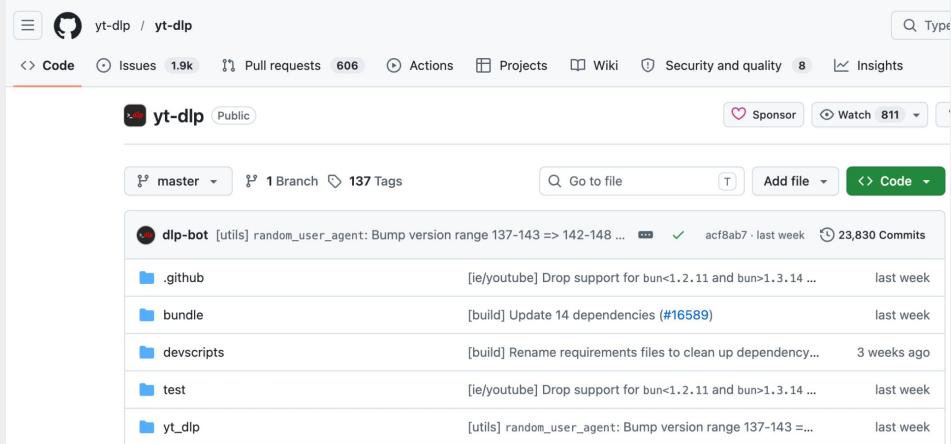 yt-dlp / yt-dlp
Type
Code Issues 1.9k Pull requests 606 Actions Projects Wiki Security and quality 8 Insights
yt-dlp Public Sponsor Watch 811
master 1 Branch 137 Tags Go to file T Add file Code
dlp-bot [utils] random_user_agent: Bump version range 137-143 => 142-148 ... acf8ab7 · last week 23,830 Commits
.github [ie/youtube] Drop support for bun<1.2.11 and bun>1.3.14 ... last week
bundle [build] Update 14 dependencies (#16589) last week
devscripts [build] Rename requirements files to clean up dependency... 3 weeks ago
test [ie/youtube] Drop support for bun<1.2.11 and bun>1.3.14 ... last week
yt_dlp [utils] random_user_agent: Bump version range 137-143 =... last week